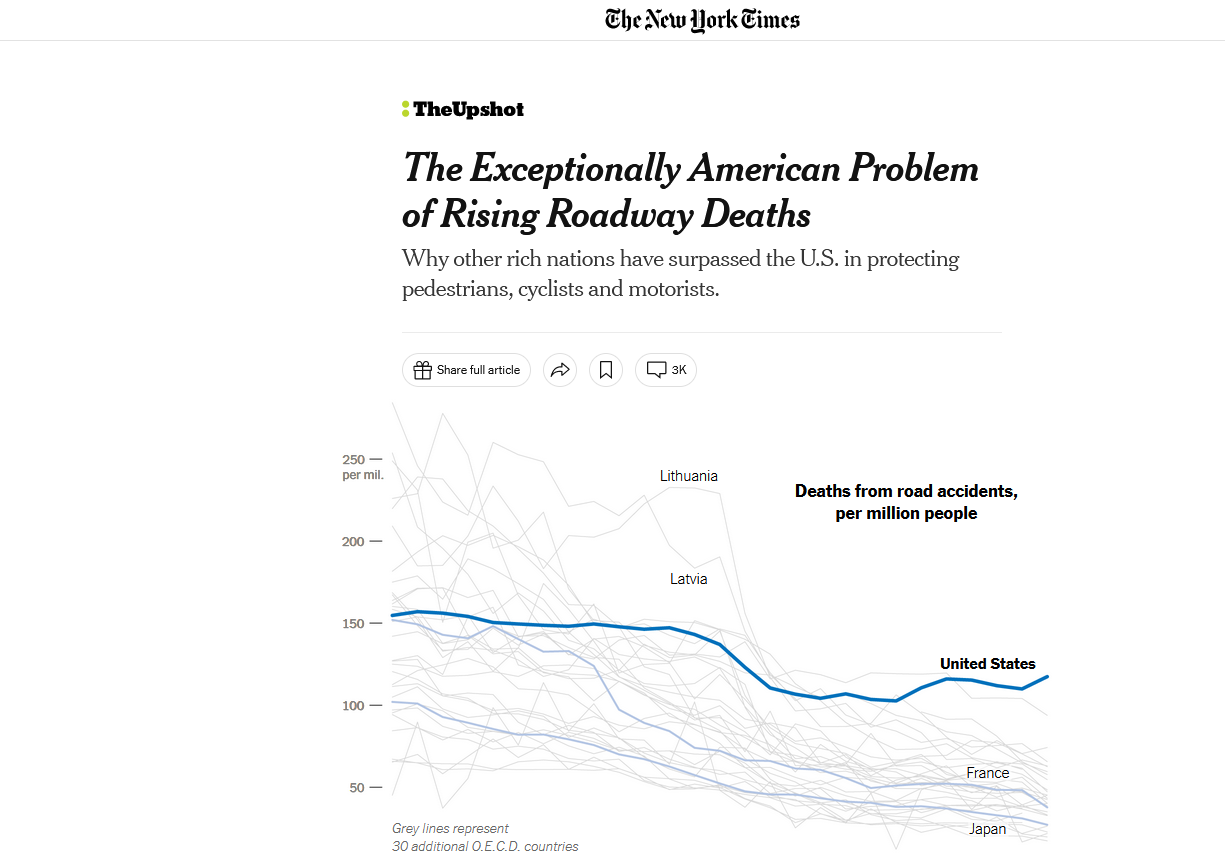 The New York Times
TheUpshot
The Exceptionally American Problem
of Rising Roadway Deaths
Why other rich nations have surpassed the U.S. in protecting
pedestrians, cyclists and motorists.
Share full article
3K
250
per mil.
Lithuania
Deaths from road accidents,
per million people
200
Latvia
150
United States
100
France
50
Japan
Grey lines represent
30 additional O.E.C.D. countries